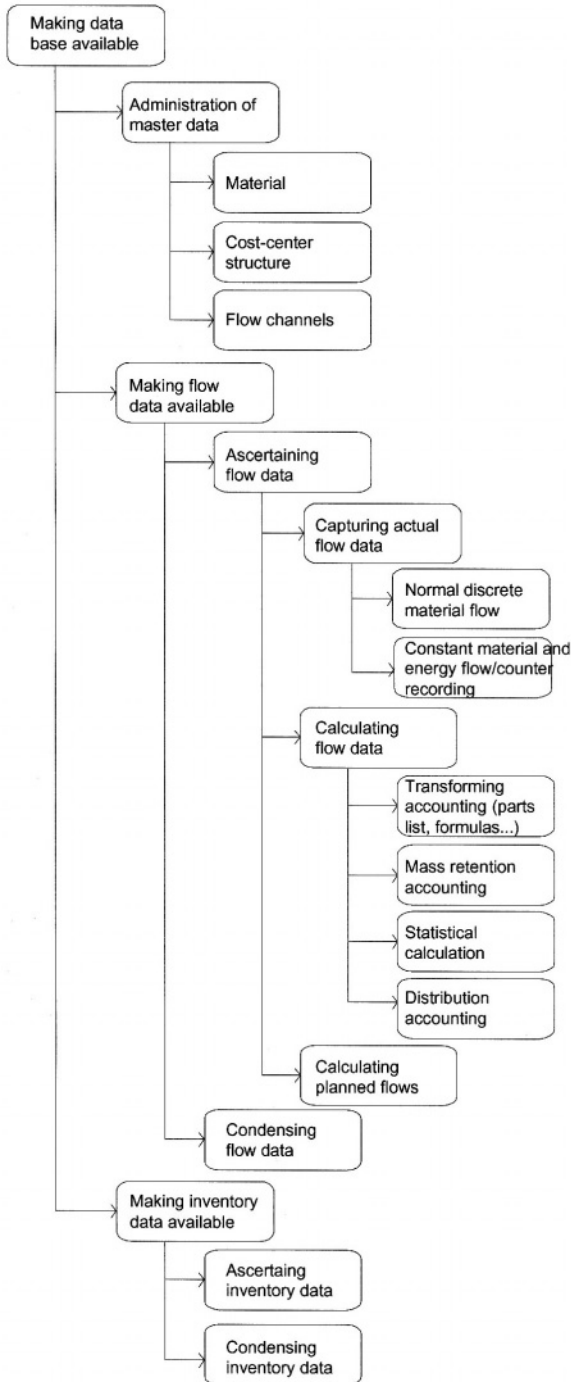 Making data
base available
Administration of
master data
Material
Cost-center
structure
Flow channels
Making flow
data available
Ascertaining
flow data
Capturing actual
flow data
Normal discrete
material flow
Constant material and
energy flow/counter
recording
Calculating
flow data
Transforming
accounting (parts
list, formulas...)
Mass retention
accounting
Statistical
calculation
Distribution
accounting
Calculating
planned flows
Condensing
flow data
Making inventory
data available
Ascertaing
inventory data
Condensing
inventory data